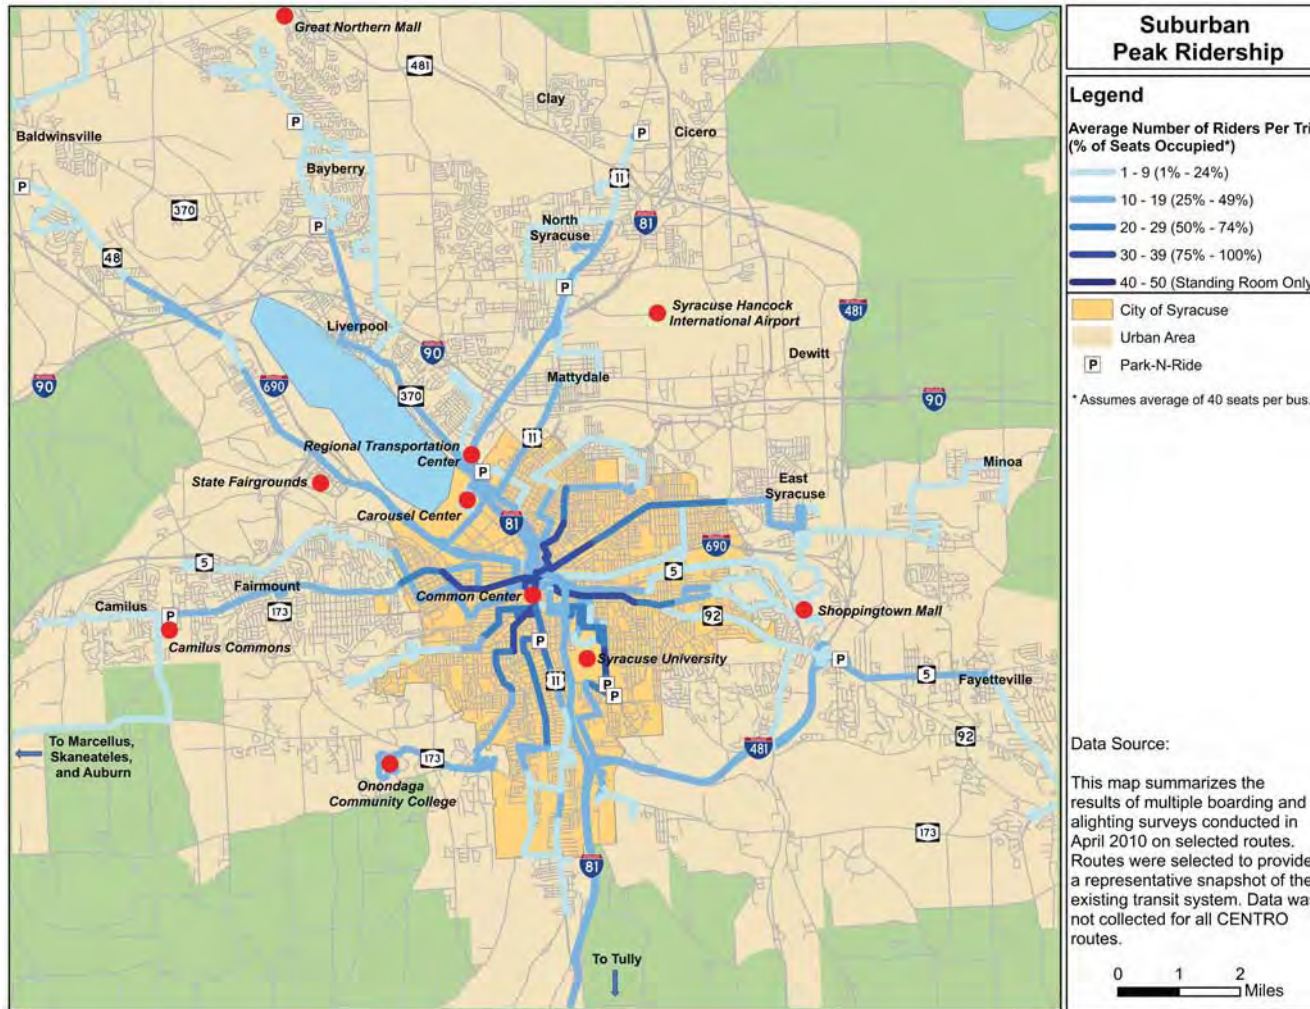 Suburban
Peak Ridership
Legend
Average Number of Riders Per Tri
(% of Seats Occupied*)
1 - 9 (1% - 24%)
10 - 19 (25% - 49%)
20 - 29 (50% - 74%)
30 - 39 (75% - 100%)
40 - 50 (Standing Room Only
City of Syracuse
Urban Area
P Park-N-Ride
* Assumes average of 40 seats per bus.
Data Source:
This map summarizes the
results of multiple boarding and
alighting surveys conducted in
April 2010 on selected routes.
Routes were selected to provide
a representative snapshot of the
existing transit system. Data wa
not collected for all CENTRO
routes.
0 1 2
Miles
Great Northern Mall
481
Clay
Cicero
P
P
Baldwinsville
Bayberry
11
P
370
P
North
Syracuse
81
48
P
Syracuse Hancock
International Airport
481
Liverpool
90
Dewitt
90
690
Mattydale
370
90
11
Regional Transportation
Center
P
State Fairgrounds
Carousel Center
81
East
Syracuse
Minoa
690
5
5
Fairmount
Common Center
Camilus
P
173
92
Shoppingtown Mall
Camilus Commons
P
Syracuse University
P
5
Fayetteville
11
P
P
92
To Marcellus,
Skaneateles,
and Auburn
173
481
Onondaga
Community College
173
81
To Tully